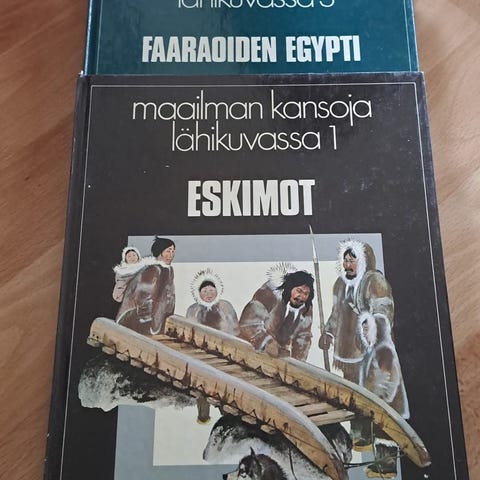 lähikuvassa 3
FAARAOIDEN EGYPTI
maailman kansoja
lähikuvassa 1
ESKIMOT